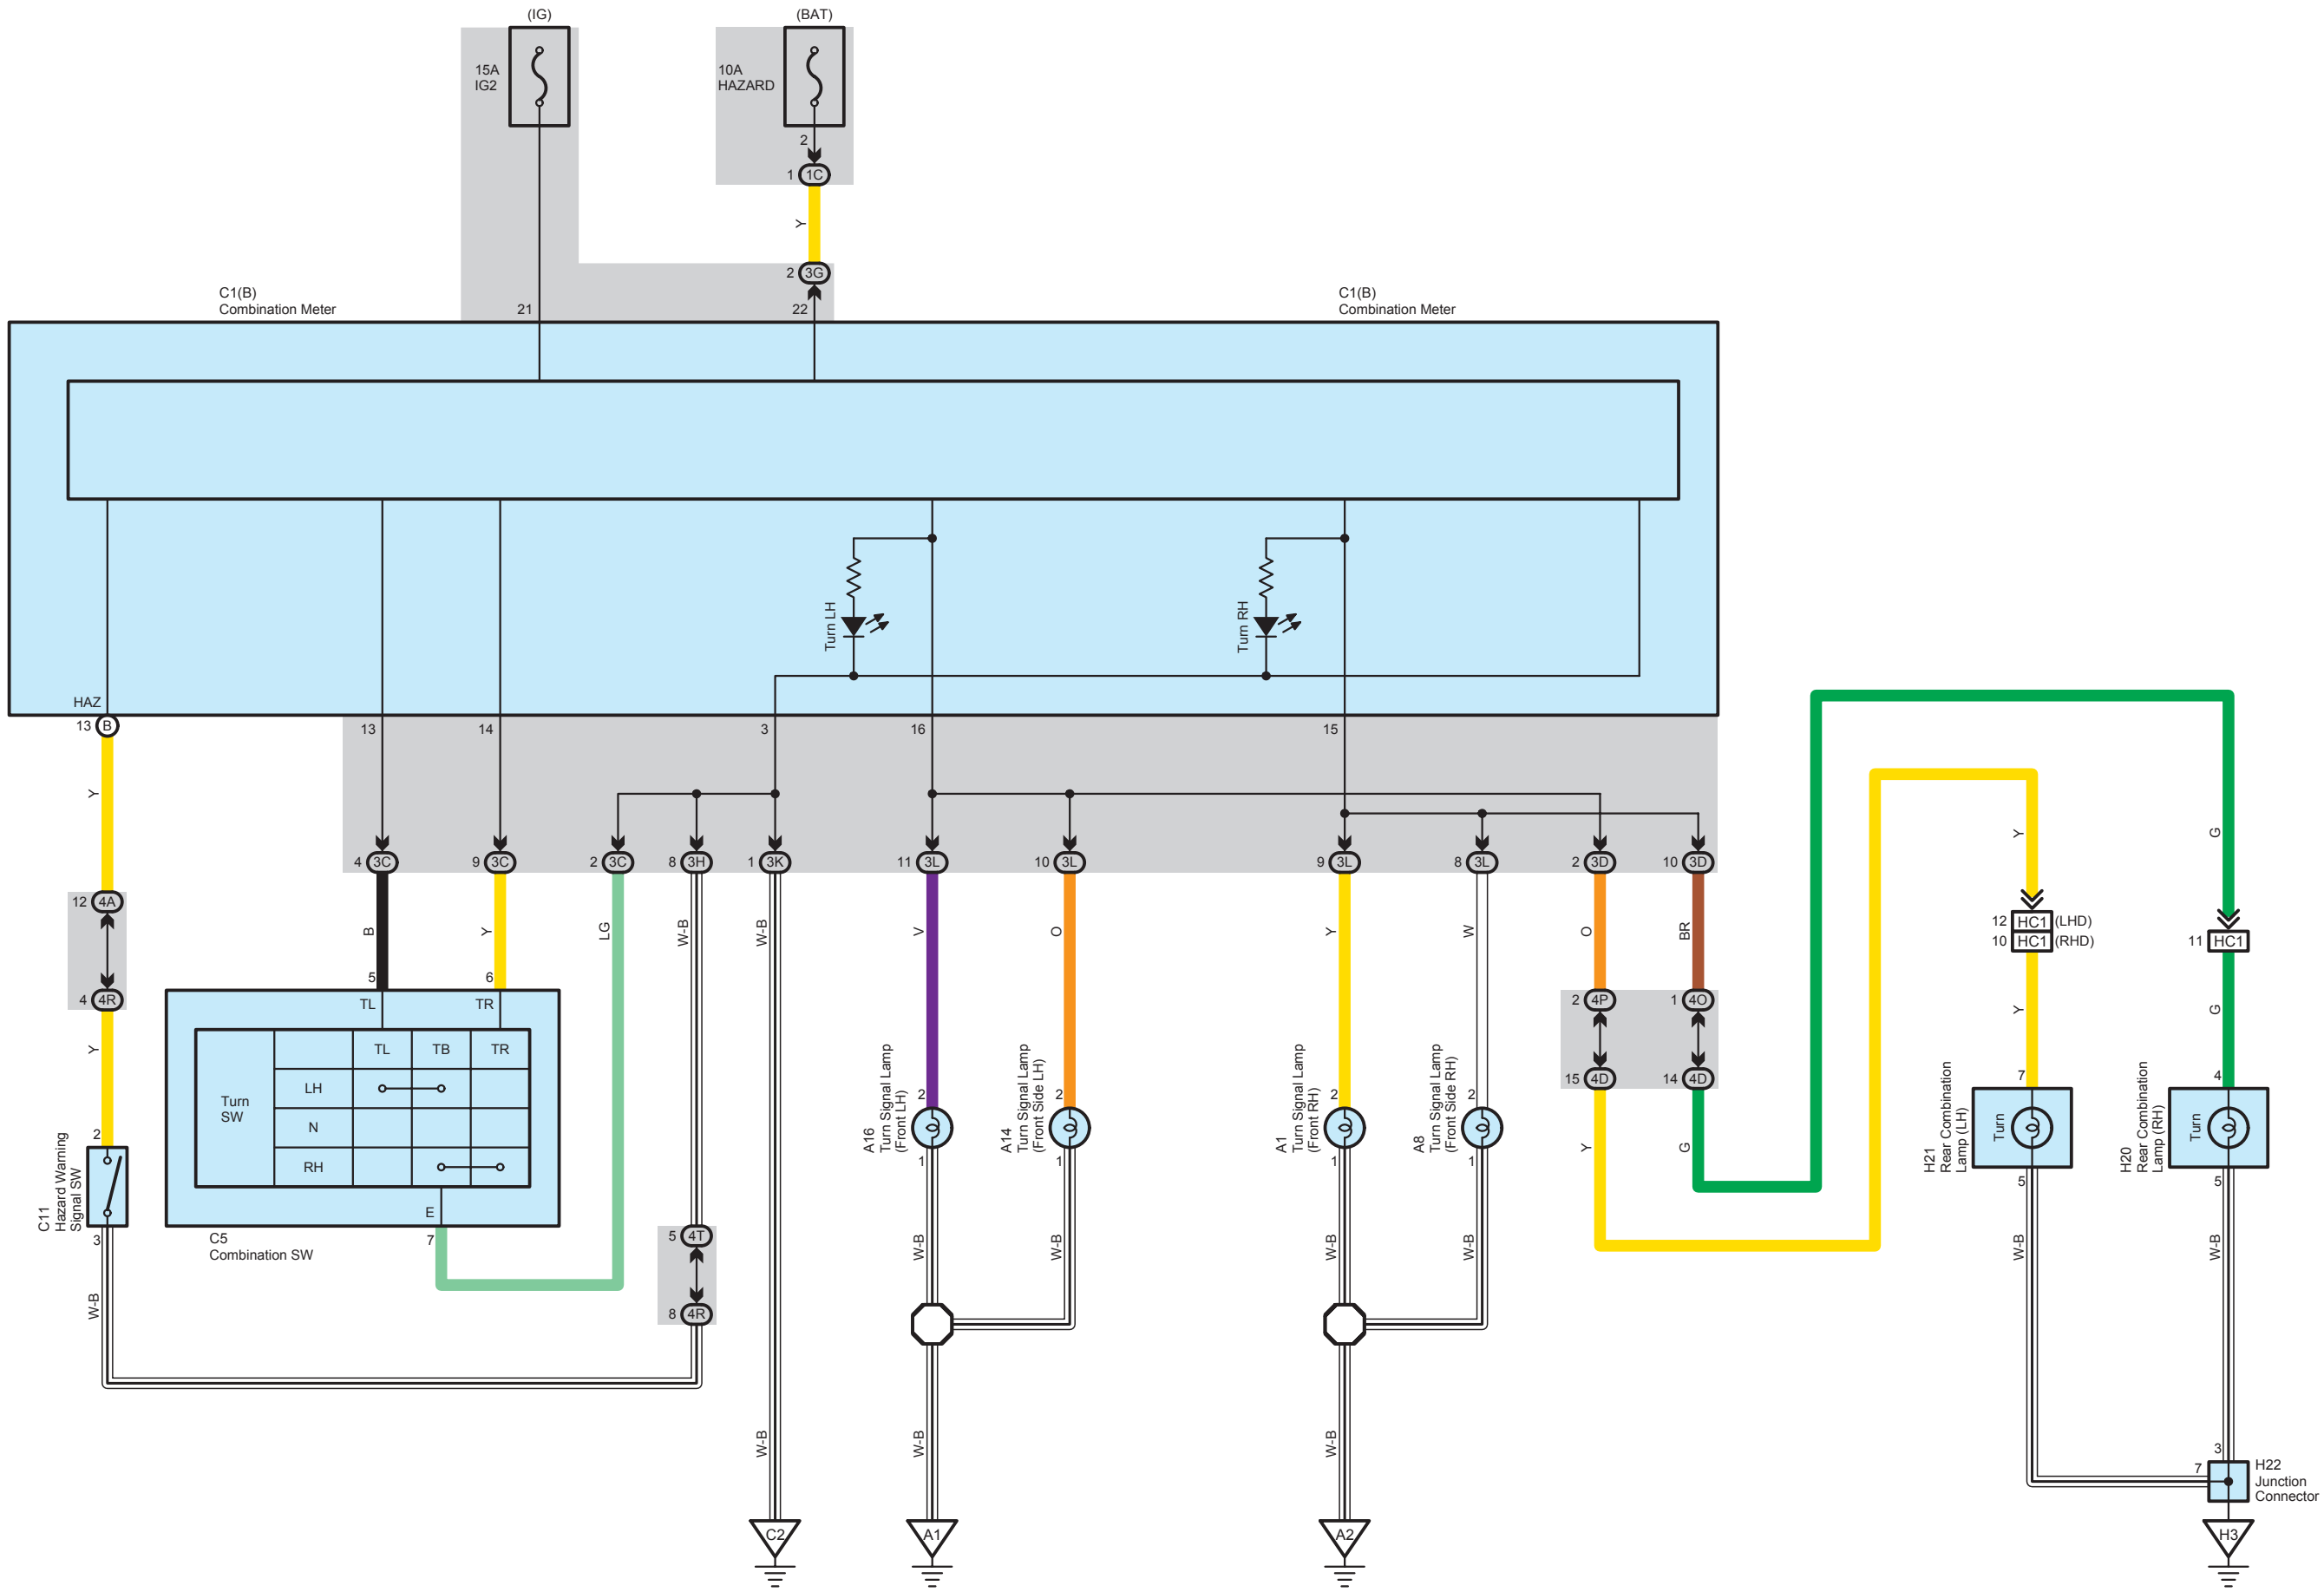 (IG)
(BAT)
15A
IG2
10A
HAZARD
2
1 1C
Y
2 3G
C1(B)
Combination Meter
21
22
C1(B)
Combination Meter
Turn LH
Turn RH
HAZ
13 B
13
14
3
16
15
Y
4 3C
9 3C
2 3C
8 3H
1 3K
11 3L
10 3L
9 3L
8 3L
2 3D
10 3D
12 4A
4 4R
B
Y
LG
W-B
W-B
V
O
Y
W
O
BR
Y
G
12 HC1 (LHD)
10 HC1 (RHD)
11 HC1
5
6
TL
TR
2 4P
1 4O
Y
G
Y
TL
TB
TR
Turn
SW
LH
N
RH
E
7
C5
Combination SW
15 4D
14 4D
2
C11
Hazard Warning
Signal SW
3
W-B
2
A16
Turn Signal Lamp
(Front LH)
1
2
A14
Turn Signal Lamp
(Front Side LH)
1
2
A1
Turn Signal Lamp
(Front RH)
1
2
A8
Turn Signal Lamp
(Front Side RH)
1
Y
G
7
H21
Rear Combination
Lamp (LH)
Turn
5
4
H20
Rear Combination
Lamp (RH)
Turn
5
5 4T
8 4R
W-B
W-B
W-B
W-B
W-B
W-B
W-B
W-B
W-B
3
7
H22
Junction
Connector
C2
A1
A2
H3